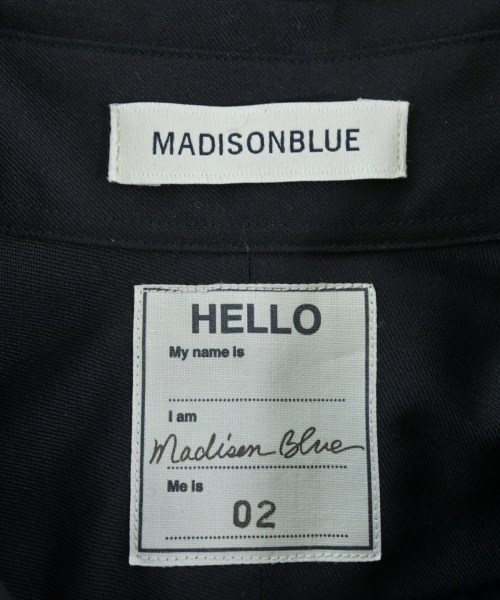 MADISONBLUE
HELLO
My name is
I am
Madison Blue
Me is
02